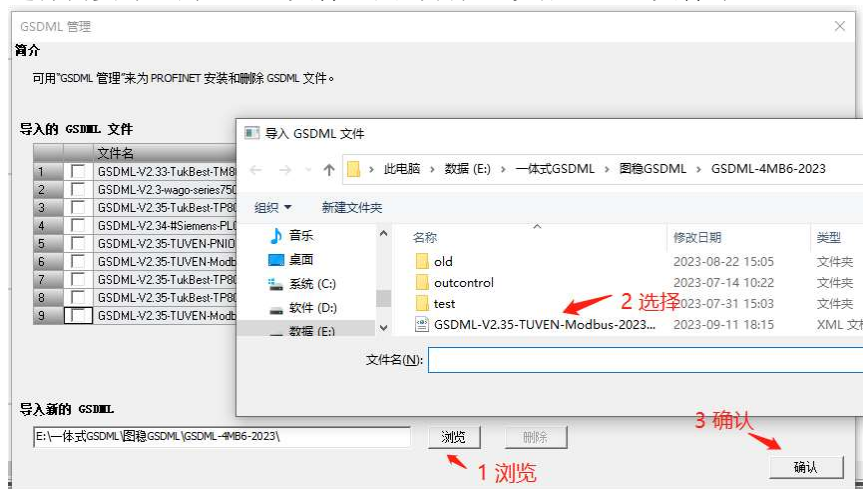 GSDML 管理
简介
可用"GSDML 管理"来为 PROFINET 安装和删除 GSDML 文件。
导入的 GSDML 文件
文件名
1 GSDML-V2.33-TukBest-TM8
2 GSDML-V2.3-wago-series750
3 GSDML-V2.35-TukBest-TP80
4 GSDML-V2.34-#Siemens-PLC
5 GSDML-V2.35-TUVEN-PNIO
6 GSDML-V2.35-TUVEN-Modb
7 GSDML-V2.35-TukBest-TP80
8 GSDML-V2.35-TukBest-TP80
9 GSDML-V2.35-TUVEN-Modb
导入 GSDML 文件
此电脑 › 数据 (E:) › 一体式GSDML › 图稳GSDML › GSDML-4MB6-2023
组织 新建文件夹
音乐
桌面
系统 (C:)
软件 (D:)
数据 (E:)
名称 修改日期 类型
old 2023-08-22 15:05 文件夹
outcontrol 2023-07-14 10:22 文件夹
test 2023-07-31 15:03 文件夹
GSDML-V2.35-TUVEN-Modbus-2023... 2023-09-11 18:15 XML 文
2 选择
文件名(N):
导入新的 GSDML
E:\一体式GSDML\图稳GSDML\GSDML-4MB6-2023\
浏览 删除
1 浏览
3 确认
确认